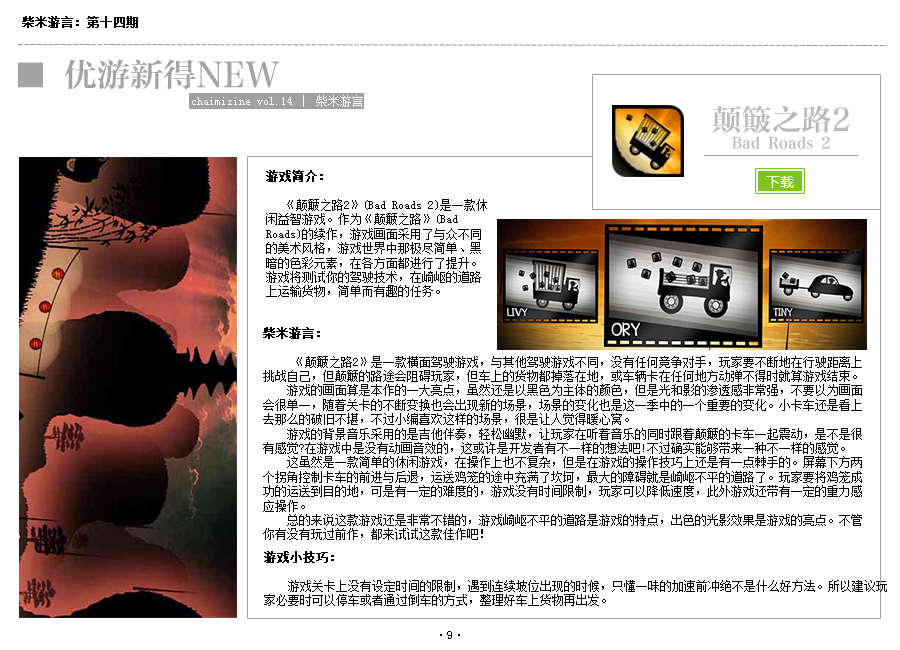 柴米游言：第十四期
优游新得NEW
chaimizine vol.14 | 柴米游言
颠簸之路2
Bad Roads 2
下载
游戏简介：
《颠簸之路2》(Bad Roads 2)是一款休
闲益智游戏。作为《颠簸之路》(Bad
Roads)的续作，游戏画面采用了与众不同
的美术风格，游戏世界中那极尽简单、黑
暗的色彩元素，在各方面都进行了提升。
游戏将测试你的驾驶技术，在崎岖的道路
上运输货物，简单而有趣的任务。
LIVY
ORY
TINY
柴米游言：
《颠簸之路2》是一款横面驾驶游戏，与其他驾驶游戏不同，没有任何竞争对手，玩家要不断地在行驶距离上
挑战自己，但颠簸的路途会阻碍玩家，但车上的货物都掉落在地，或车辆卡在任何地方动弹不得时就算游戏结束。
游戏的画面算是本作的一大亮点，虽然还是以黑色为主体的颜色，但是光和影的渗透感非常强，不要以为画面
会很单一，随着关卡的不断变换也会出现新的场景，场景的变化也是这一季中的一个重要的变化。小卡车还是看上
去那么的破旧不堪，不过小编喜欢这样的场景，很是让人觉得暖心窝。
游戏的背景音乐采用的是吉他伴奏，轻松幽默，让玩家在听着音乐的同时跟着颠簸的卡车一起震动，是不是很
有感觉?在游戏中是没有动画音效的，这或许是开发者有不一样的想法吧!不过确实能够带来一种不一样的感觉。
这虽然是一款简单的休闲游戏，在操作上也不复杂，但是在游戏的操作技巧上还是有一点棘手的。屏幕下方两
个拐角控制卡车的前进与后退，运送鸡笼的途中充满了坎坷，最大的障碍就是崎岖不平的道路了。玩家要将鸡笼成
功的运送到目的地，可是有一定的难度的，游戏没有时间限制，玩家可以降低速度，此外游戏还带有一定的重力感
应操作。
总的来说这款游戏还是非常不错的，游戏崎岖不平的道路是游戏的特点，出色的光影效果是游戏的亮点。不管
你有没有玩过前作，都来试试这款佳作吧！
游戏小技巧：
游戏关卡上没有设定时间的限制，遇到连续坡位出现的时候，只懂一味的加速前冲绝不是什么好方法。所以建议玩
家必要时可以停车或者通过倒车的方式，整理好车上货物再出发。
·9·